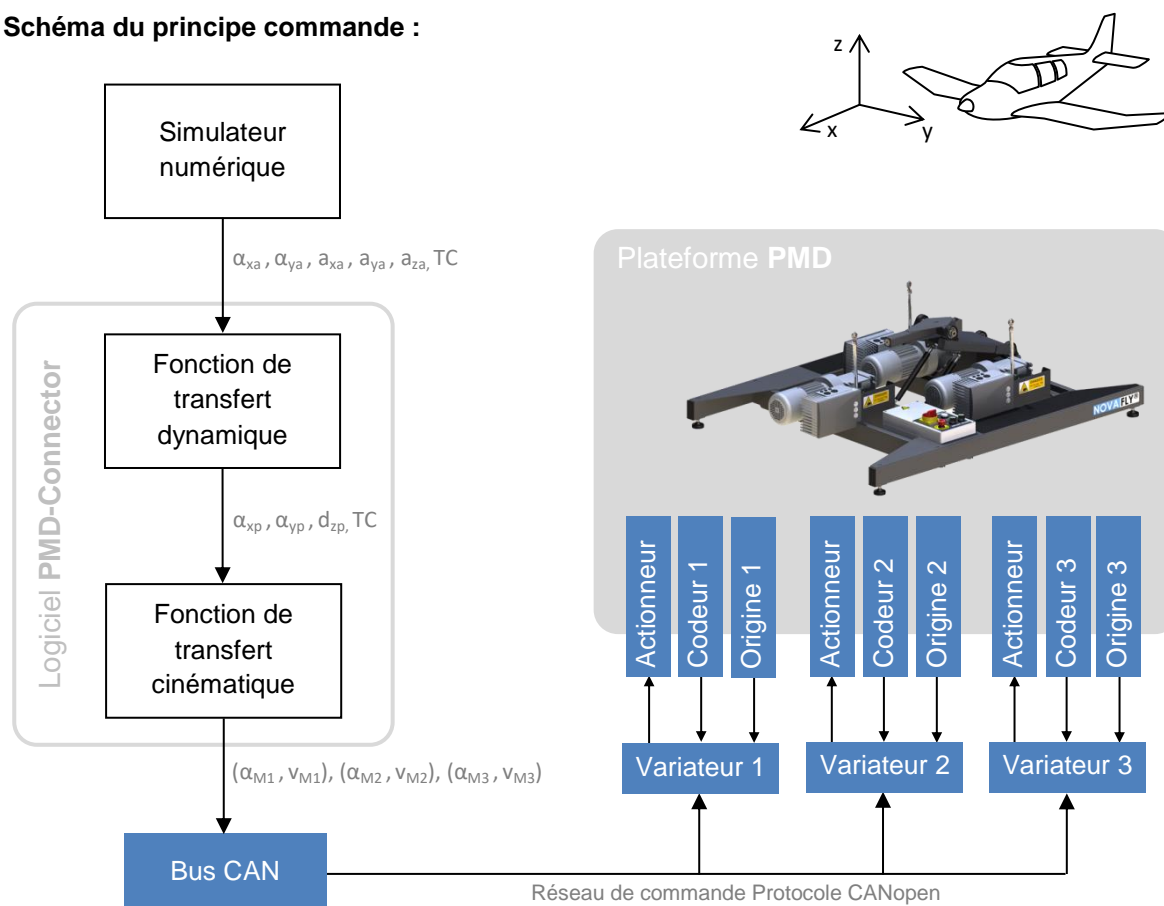 Schéma du principe commande :
z
x
y
Simulateur
numérique
αxa , αya , axa , aya , aza, TC
Logiciel PMD-Connector
Fonction de
transfert
dynamique
αxp , αyp , dzp, TC
Fonction de
transfert
cinématique
(αM1 , vM1), (αM2 , vM2), (αM3 , vM3)
Bus CAN
Réseau de commande Protocole CANopen
Plateforme PMD
NOVAFLY
Actionneur
Codeur 1
Origine 1
Actionneur
Codeur 2
Origine 2
Actionneur
Codeur 3
Origine 3
Variateur 1
Variateur 2
Variateur 3